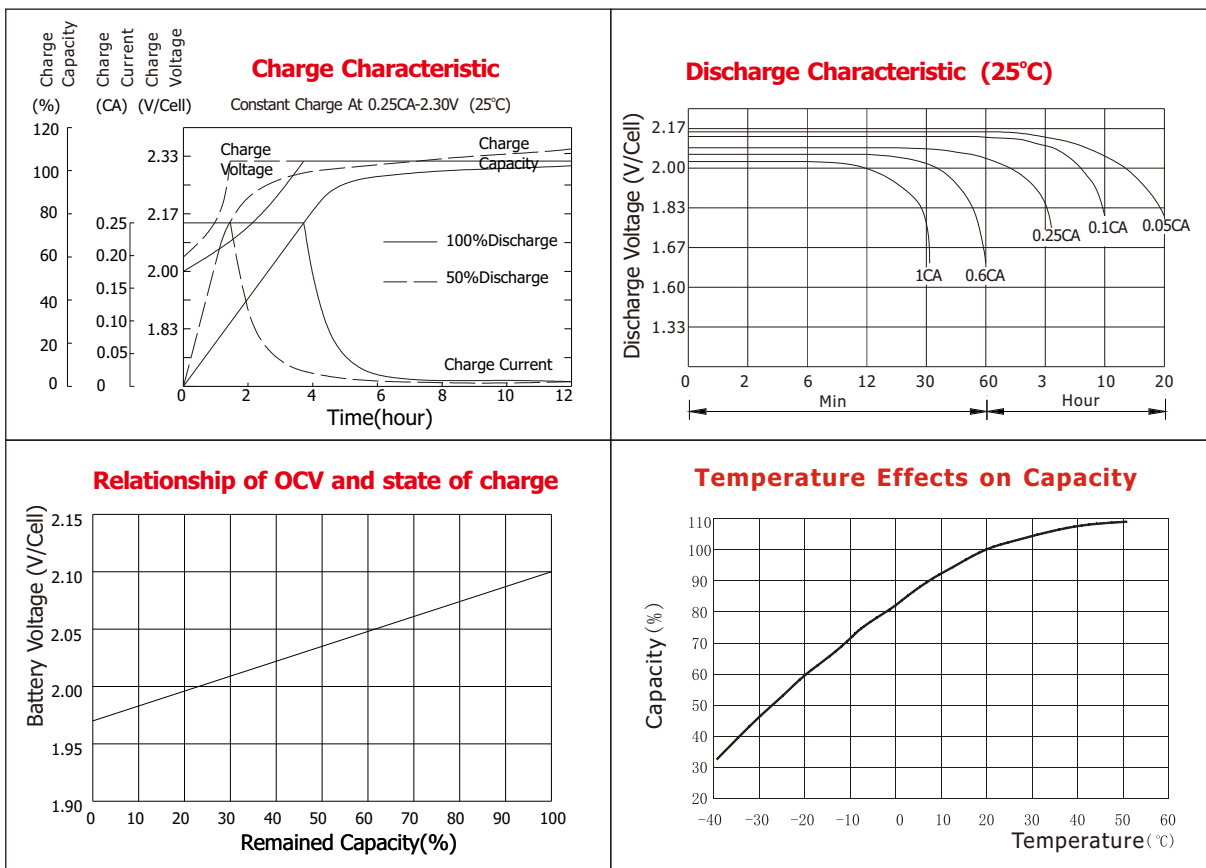 Charge
Capacity
Charge
Current
Charge
Voltage
(%)
(CA)
(V/Cell)
Charge Characteristic
Constant Charge At 0.25CA-2.30V (25°C)
120
100
80
60
40
20
0
0.25
0.20
0.15
0.10
0.05
0
2.33
2.17
2.00
1.83
Charge
Voltage
Charge
Capacity
100%Discharge
50%Discharge
Charge Current
0 2 4 6 8 10 12
Time(hour)
Discharge Characteristic (25°C)
Discharge Voltage (V/Cell)
2.17
2.00
1.83
1.67
1.60
1.33
1CA
0.6CA
0.25CA
0.1CA
0.05CA
0 2 6 12 30 60 3 10 20
Min
Hour
Relationship of OCV and state of charge
Battery Voltage (V/Cell)
2.15
2.10
2.05
2.00
1.95
1.90
0 10 20 30 40 50 60 70 80 90 100
Remained Capacity(%)
Temperature Effects on Capacity
Capacity(%)
110
100
90
80
70
60
50
40
30
20
-40 -30 -20 -10 0 10 20 30 40 50 60
Temperature(℃)